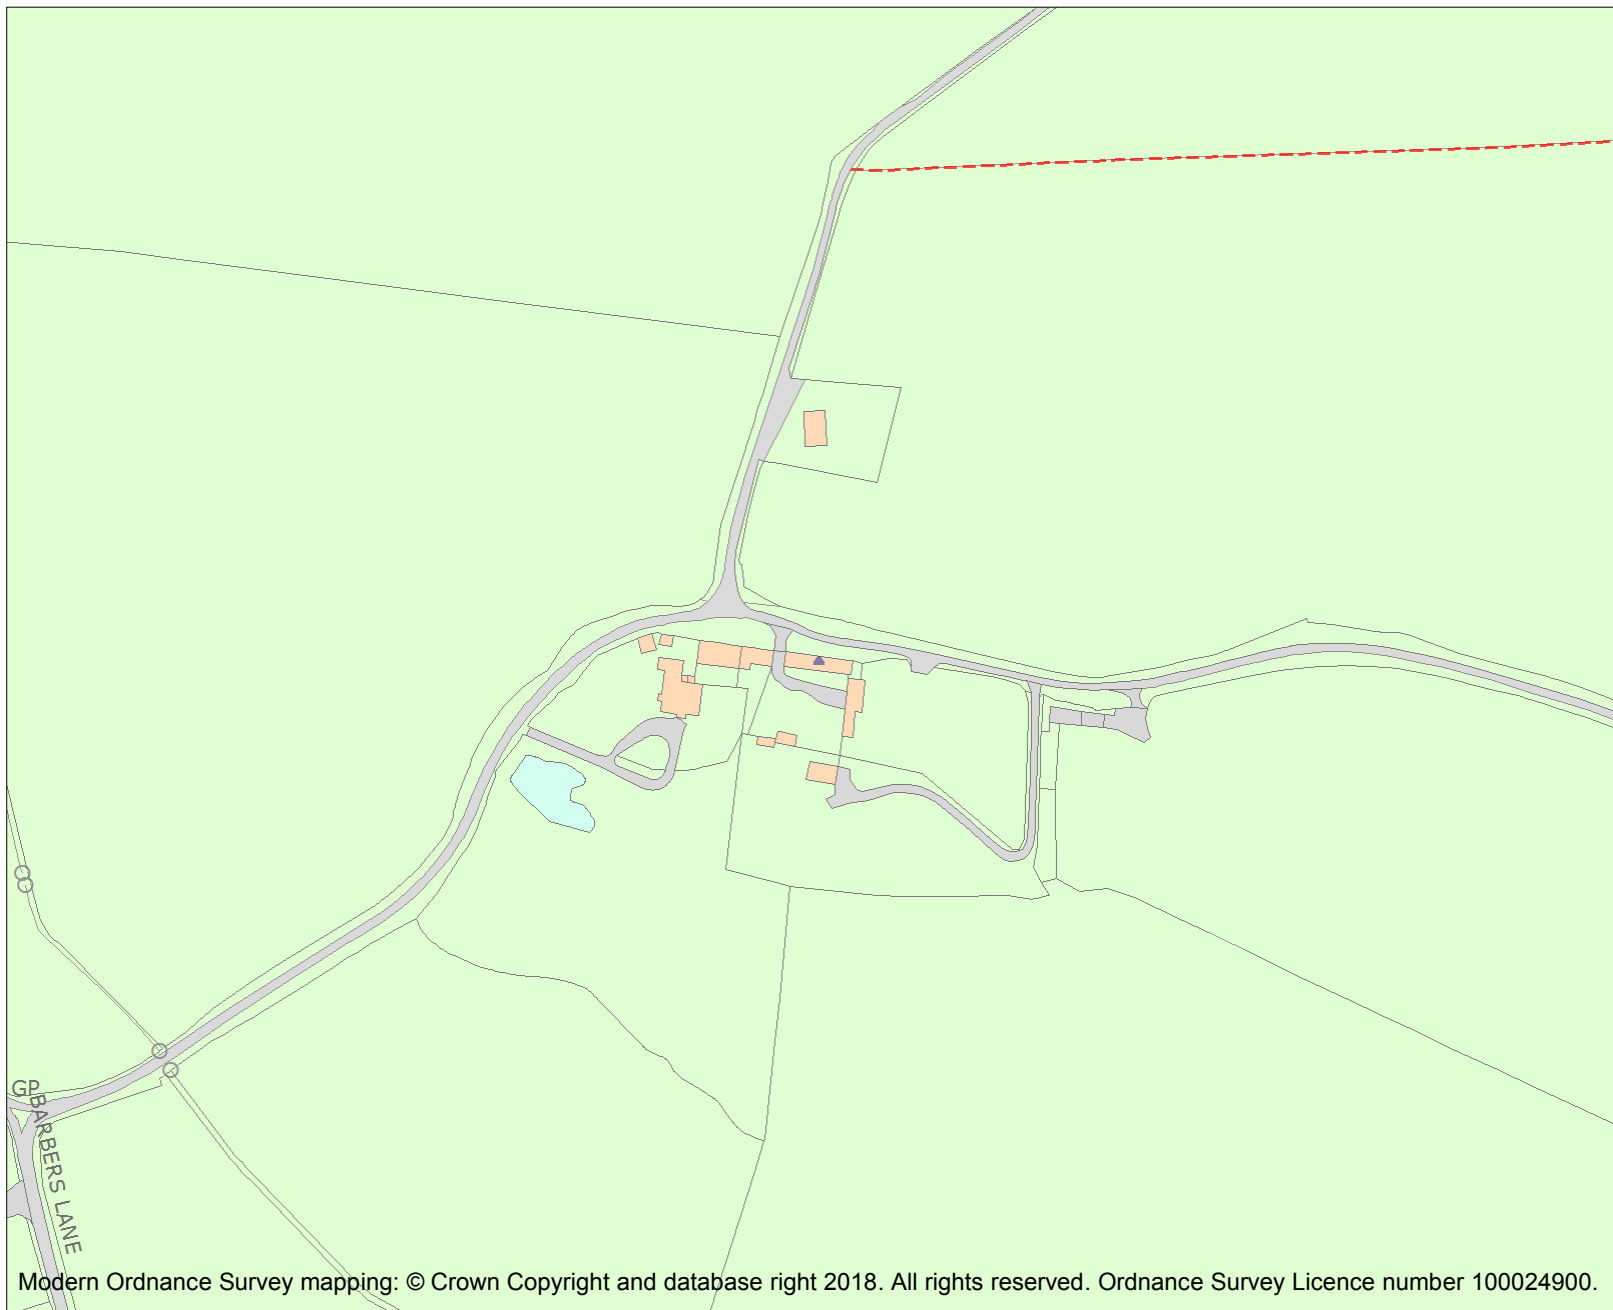 GP
BARBERS LANE
Modern Ordnance Survey mapping: © Crown Copyright and database right 2018. All rights reserved. Ordnance Survey Licence number 100024900.